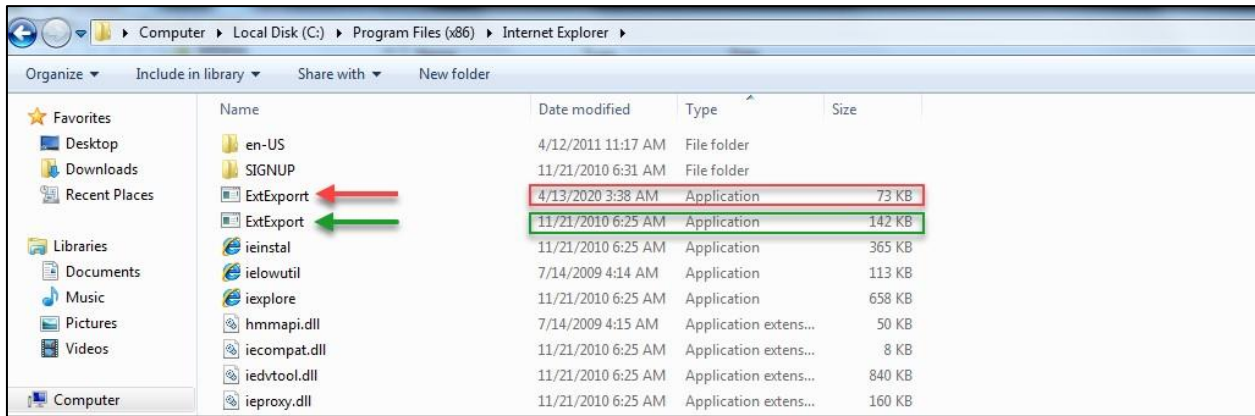 Computer Local Disk (C:) Program Files (x86) Internet Explorer
Organize Include in library Share with New folder
Favorites
Desktop
Downloads
Recent Places
Libraries
Documents
Music
Pictures
Videos
Computer
Name Date modified Type Size
en-US 4/12/2011 11:17 AM File folder
SIGNUP 11/21/2010 6:31 AM File folder
ExtExporrt 4/13/2020 3:38 AM Application 73 KB
ExtExport 11/21/2010 6:25 AM Application 142 KB
ieinstal 11/21/2010 6:25 AM Application 365 KB
ielowutil 7/14/2009 4:14 AM Application 113 KB
iexplore 11/21/2010 6:25 AM Application 658 KB
hmmapi.dll 7/14/2009 4:15 AM Application extens... 50 KB
iecompat.dll 11/21/2010 6:25 AM Application extens... 8 KB
iedvtool.dll 11/21/2010 6:25 AM Application extens... 840 KB
ieproxy.dll 11/21/2010 6:25 AM Application extens... 160 KB